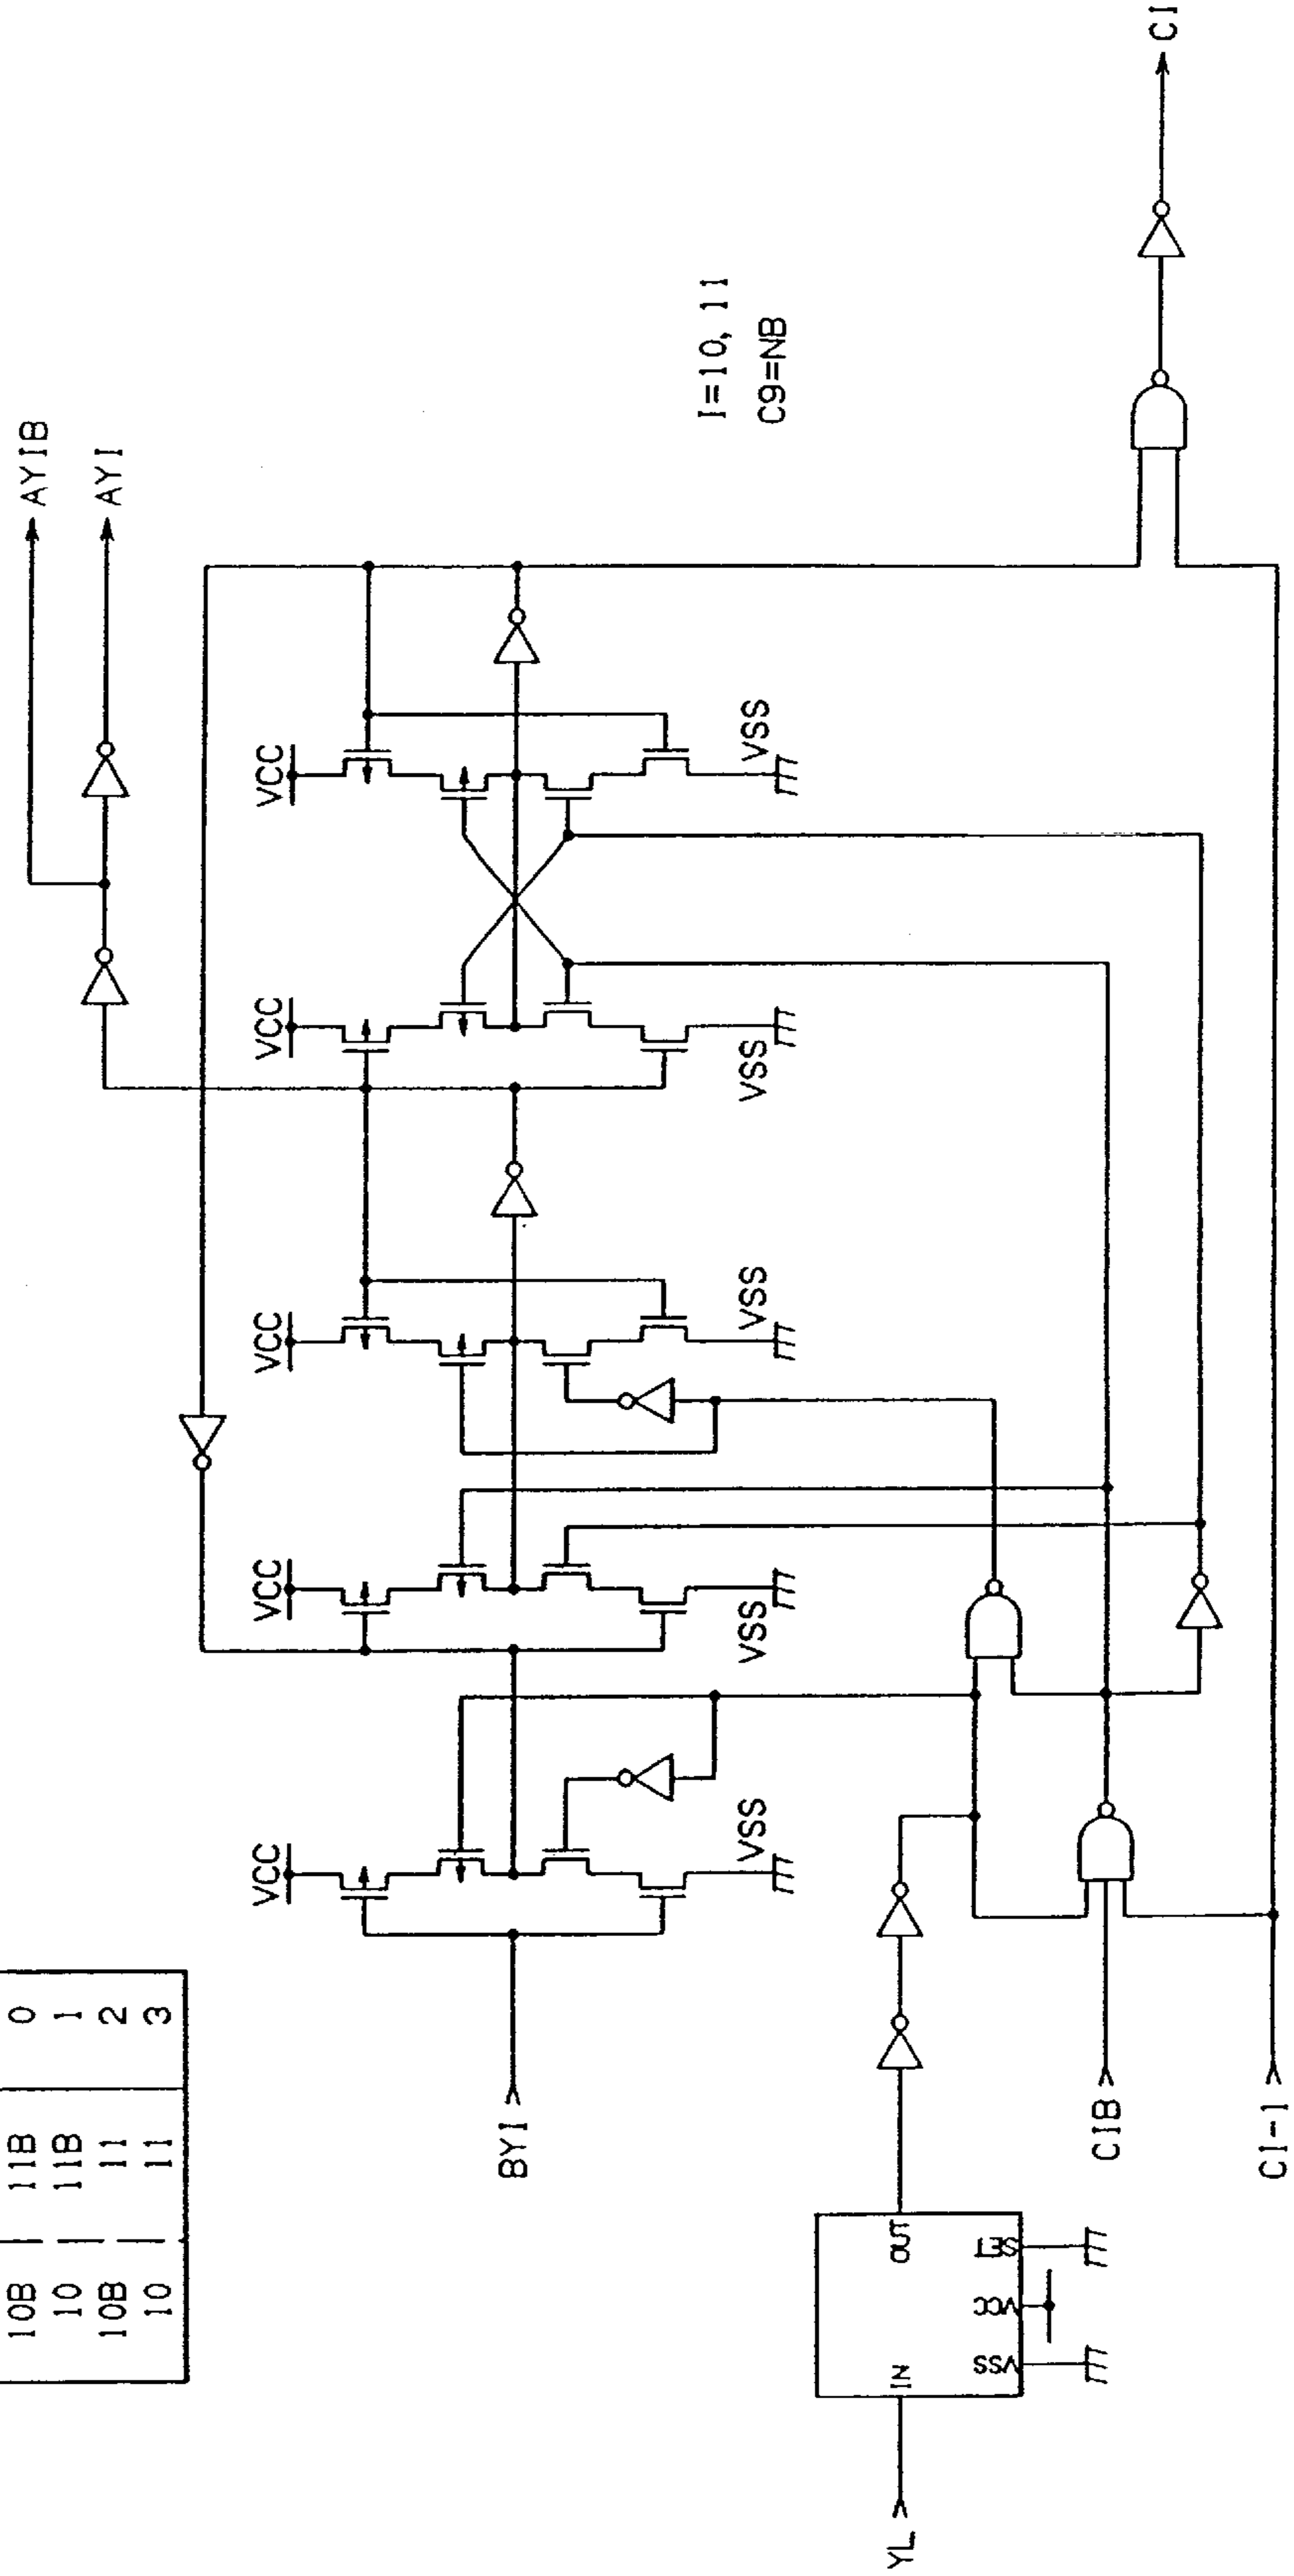 10B | 11B 0
10 | 11B 1
10B | 11 2
10 | 11 3
AYIB
AYI
VCC
VCC
VCC
VCC
VCC
BYI
VSS
VSS
VSS
VSS
VSS
I=10, 11
C9=NB
YL
IN
OUT
VSS
VCC
SET
CIB
CI-1
CI